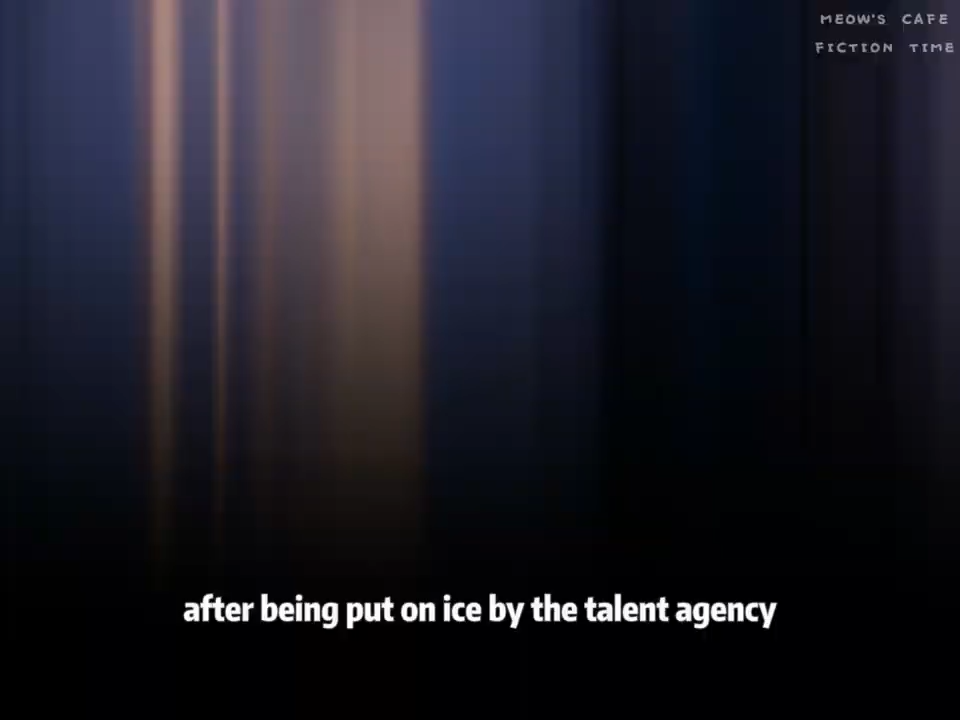 MEOW'S CAFE
FICTION TIME
after being put on ice by the talent agency